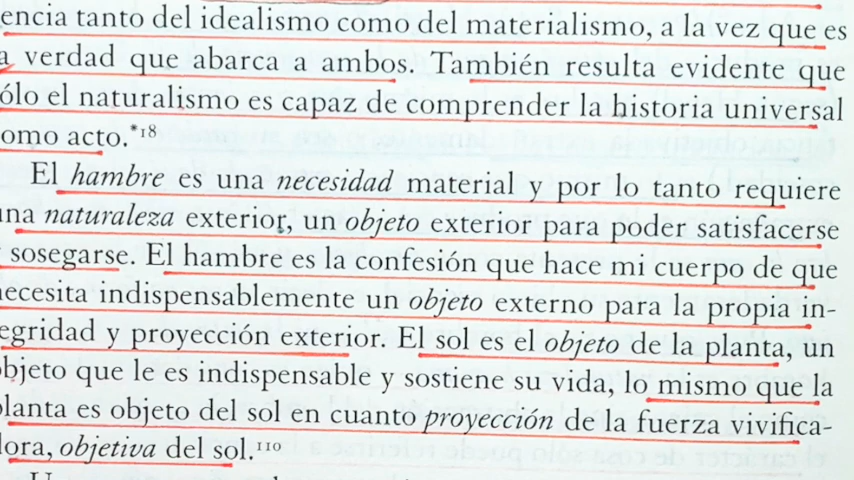 encia tanto del idealismo como del materialismo, a la vez que es
a verdad que abarca a ambos. También resulta evidente que
ólo el naturalismo es capaz de comprender la historia universal
omo acto.*18
El hambre es una necesidad material y por lo tanto requiere
una naturaleza exterior, un objeto exterior para poder satisfacerse
sosegarse. El hambre es la confesión que hace mi cuerpo de que
necesita indispensablemente un objeto externo para la propia in-
egridad y proyección exterior. El sol es el objeto de la planta, un
objeto que le es indispensable y sostiene su vida, lo mismo que la
planta es objeto del sol en cuanto proyección de la fuerza vivifica-
dora, objetiva del sol.110